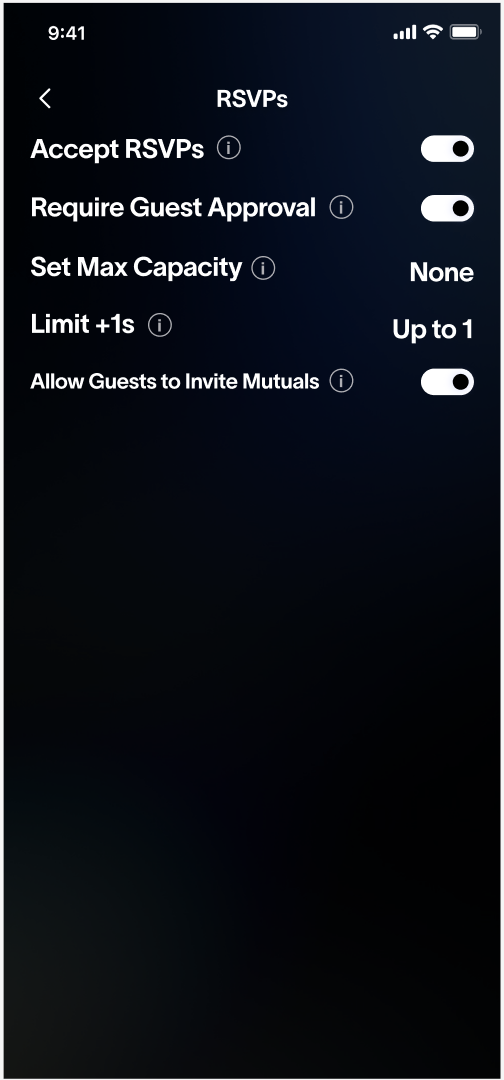 9:41
RSVPs
Accept RSVPs
Require Guest Approval
Set Max Capacity
None
Limit +1s
Up to 1
Allow Guests to Invite Mutuals